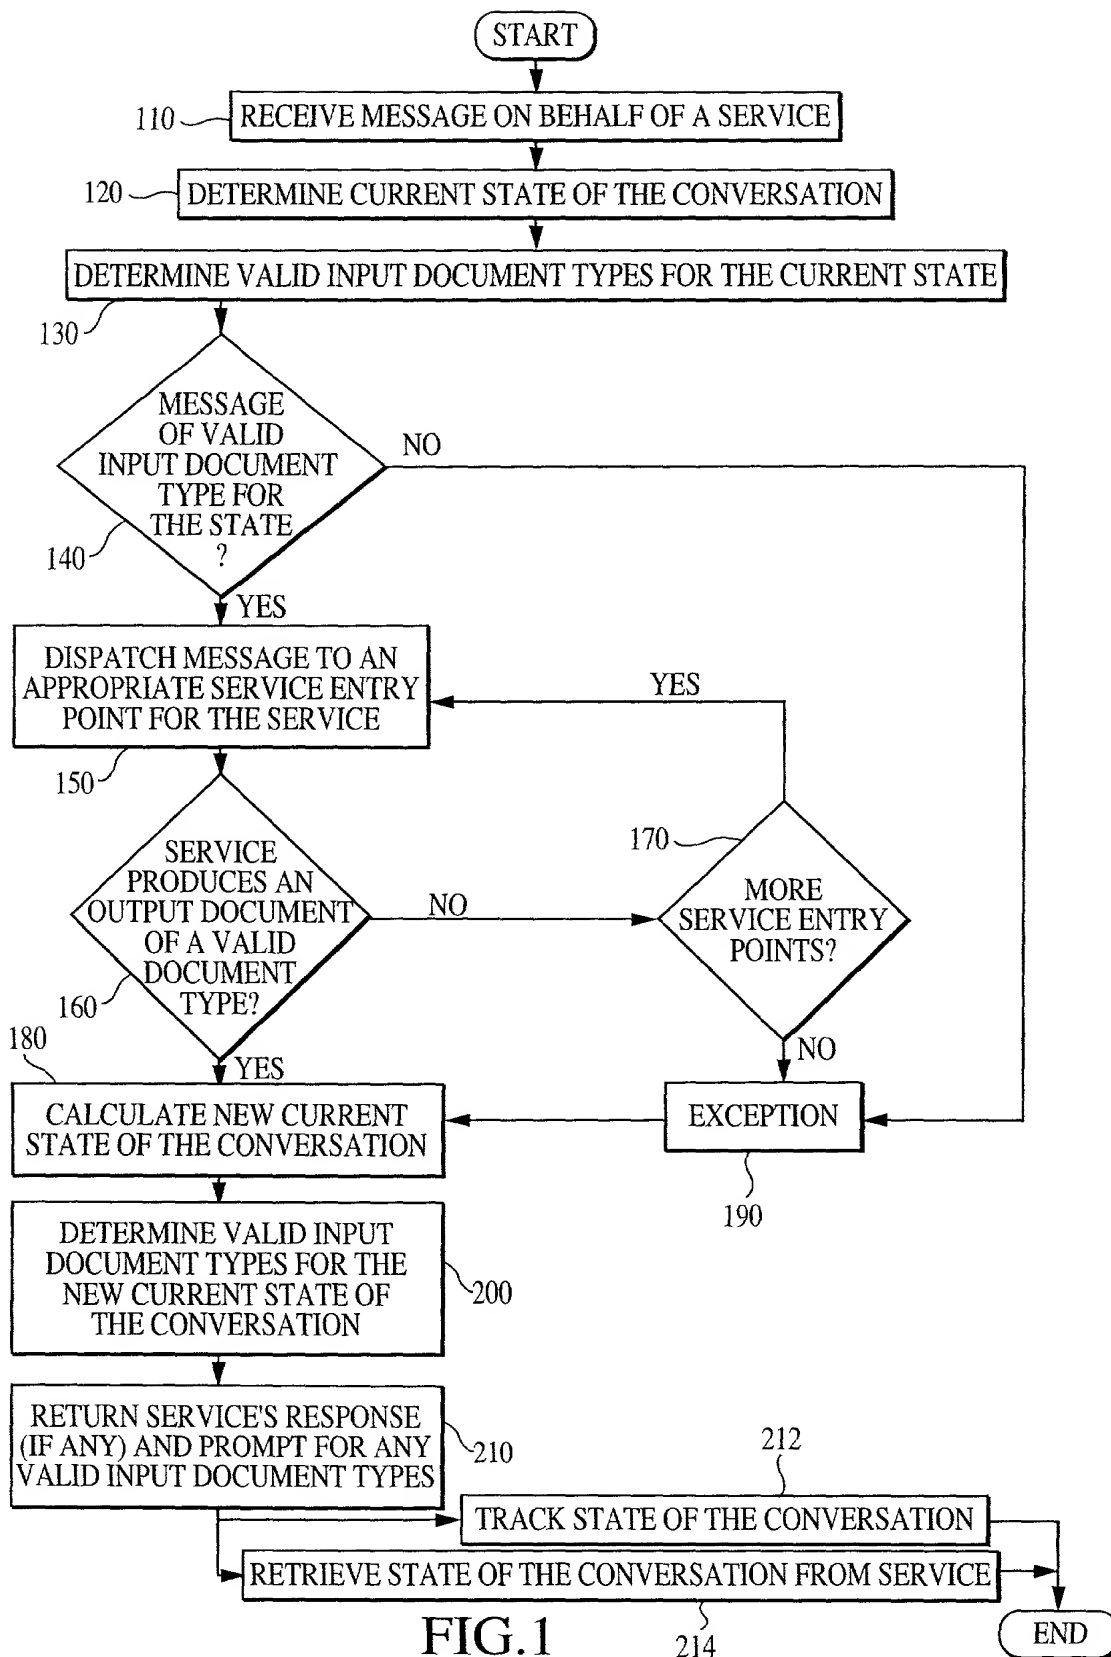 START
110
RECEIVE MESSAGE ON BEHALF OF A SERVICE
120
DETERMINE CURRENT STATE OF THE CONVERSATION
DETERMINE VALID INPUT DOCUMENT TYPES FOR THE CURRENT STATE
130
MESSAGE
OF VALID
INPUT DOCUMENT
TYPE FOR
THE STATE
?
NO
140
YES
DISPATCH MESSAGE TO AN
APPROPRIATE SERVICE ENTRY
POINT FOR THE SERVICE
YES
150
SERVICE
PRODUCES AN
OUTPUT DOCUMENT
OF A VALID
DOCUMENT
TYPE?
NO
170
MORE
SERVICE ENTRY
POINTS?
160
180
YES
NO
CALCULATE NEW CURRENT
STATE OF THE CONVERSATION
EXCEPTION
190
DETERMINE VALID INPUT
DOCUMENT TYPES FOR THE
NEW CURRENT STATE OF
THE CONVERSATION
200
RETURN SERVICE'S RESPONSE
(IF ANY) AND PROMPT FOR ANY
VALID INPUT DOCUMENT TYPES
210
212
TRACK STATE OF THE CONVERSATION
RETRIEVE STATE OF THE CONVERSATION FROM SERVICE
214
END
FIG.1